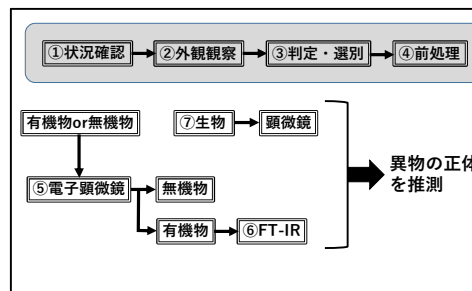 ①状況確認 ②外観観察 ③判定・選別 ④前処理
有機物or無機物 ⑦生物 顕微鏡
⑤電子顕微鏡 無機物
有機物 ⑥FT-IR
異物の正体
を推測